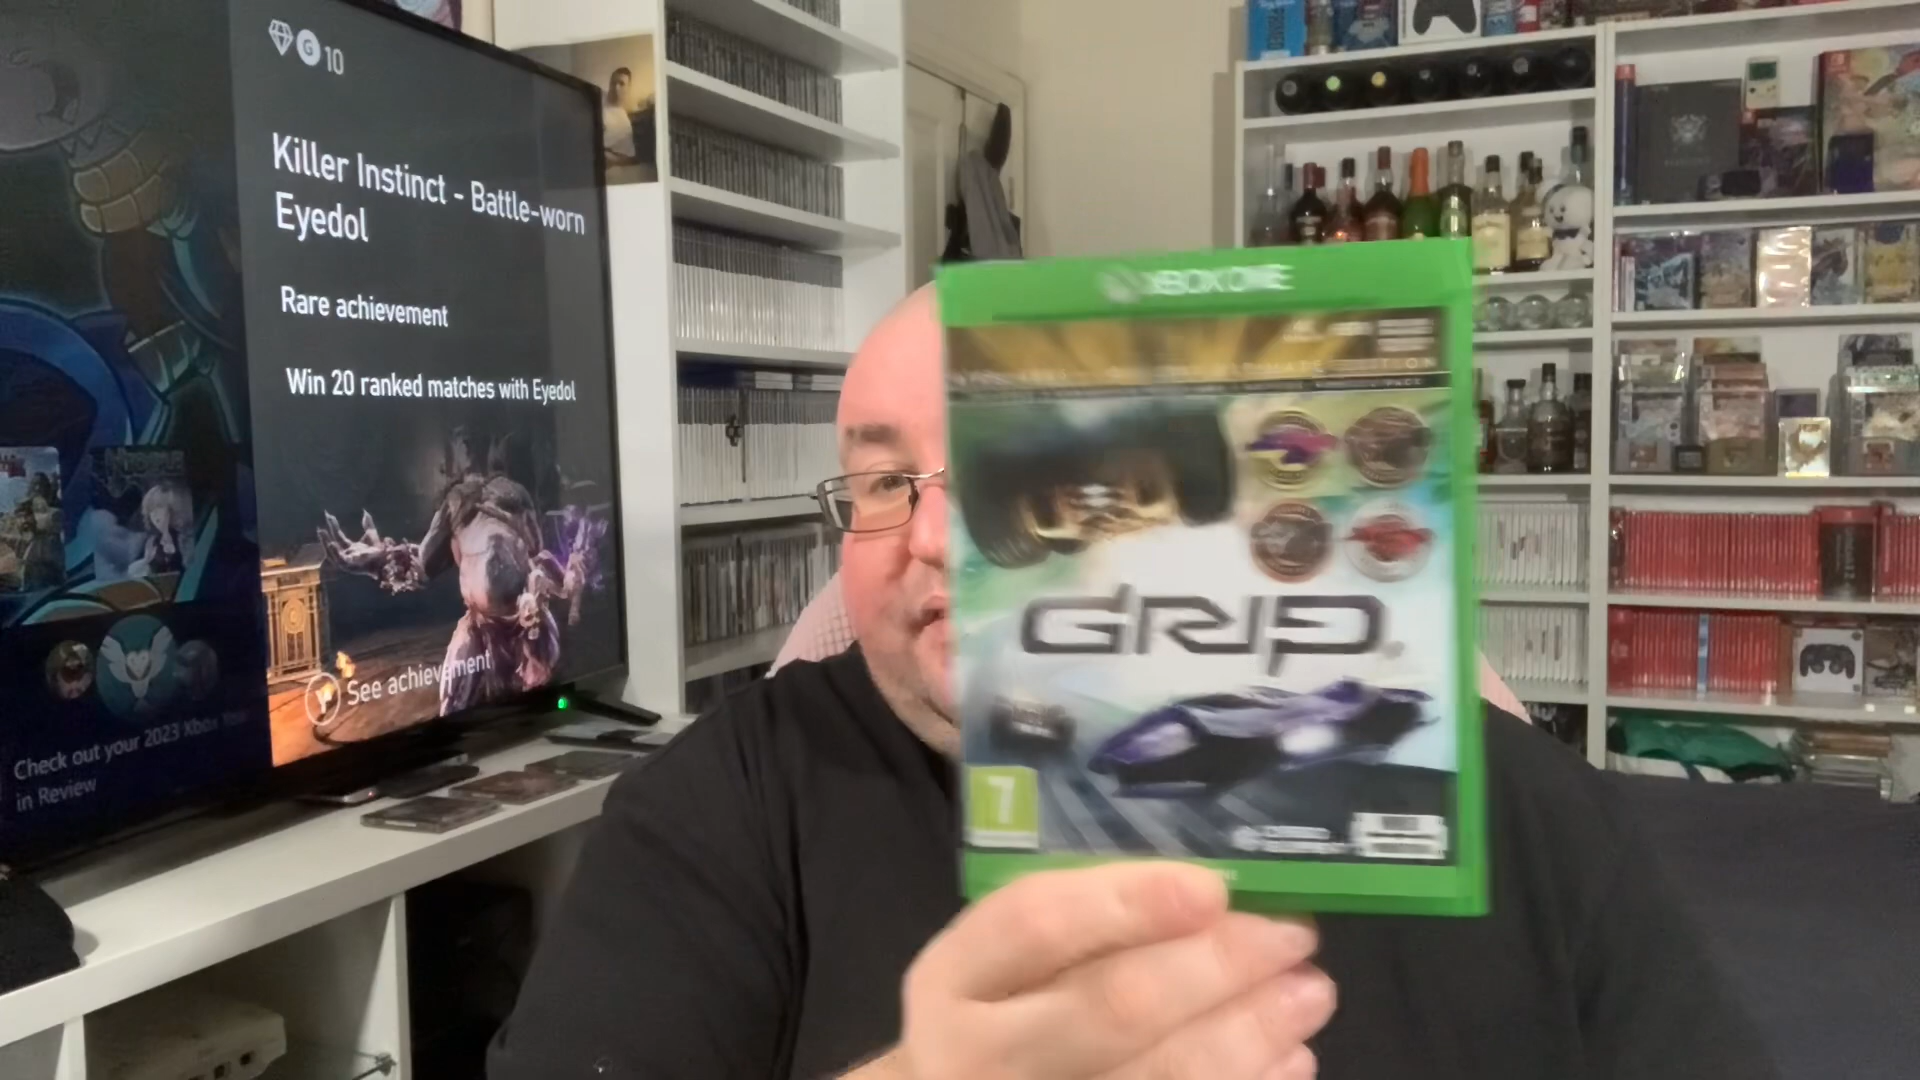 G 10
Killer Instinct - Battle-worn
Eyedol
Rare achievement
Win 20 ranked matches with Eyedol
Y See achievement
Check out your 2023 Xbox
in Review
XBOX ONE
EDITION
GRIP
7